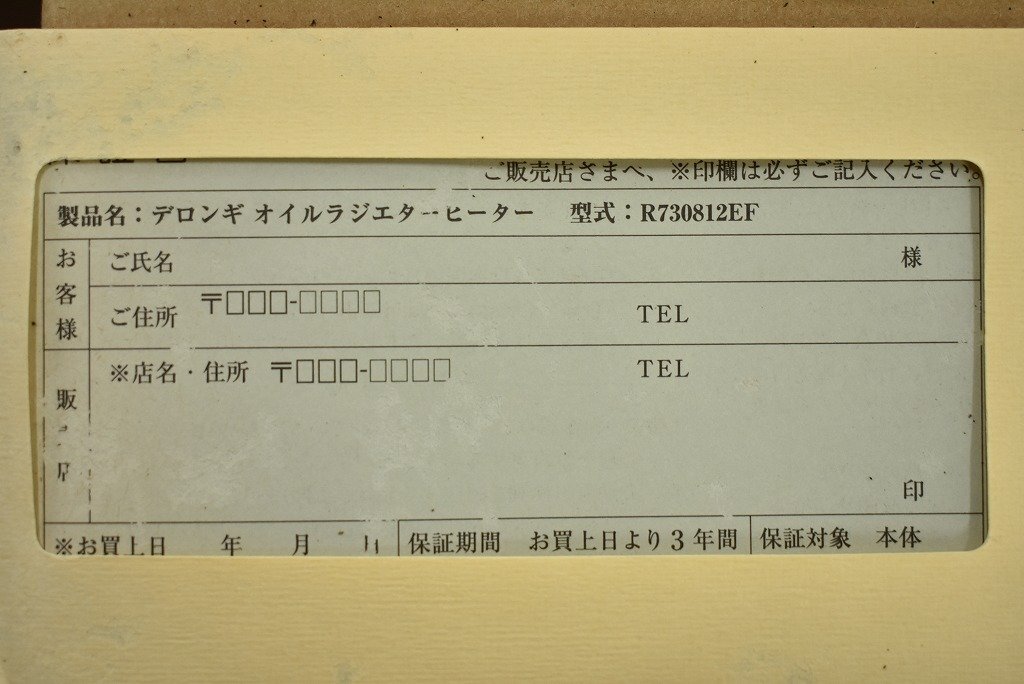 ご販売店さまへ、※印欄は必ずご記入ください。
製品名：デロンギ オイルラジエターヒーター 型式：R730812EF
お客様
ご氏名 様
ご住所 〒□□□-□□□□ TEL
※店名・住所 〒□□□-□□□□ TEL
販 店
印
※お買上日 年 月 日 保証期間 お買上日より3年間 保証対象 本体